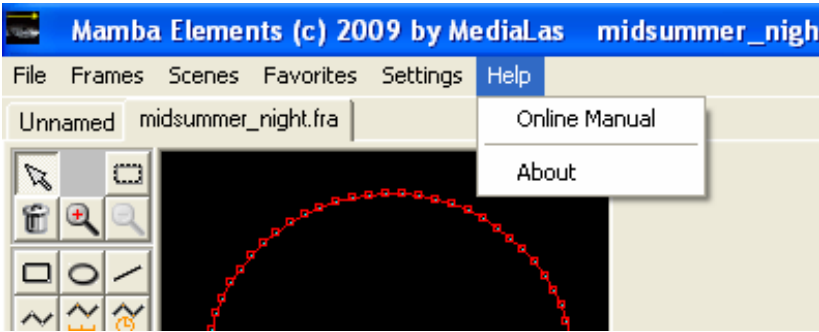 Mamba Elements (c) 2009 by MediaLas midsummer_nigh
File Frames Scenes Favorites Settings Help
Unnamed midsummer_night.fra
Online Manual
About